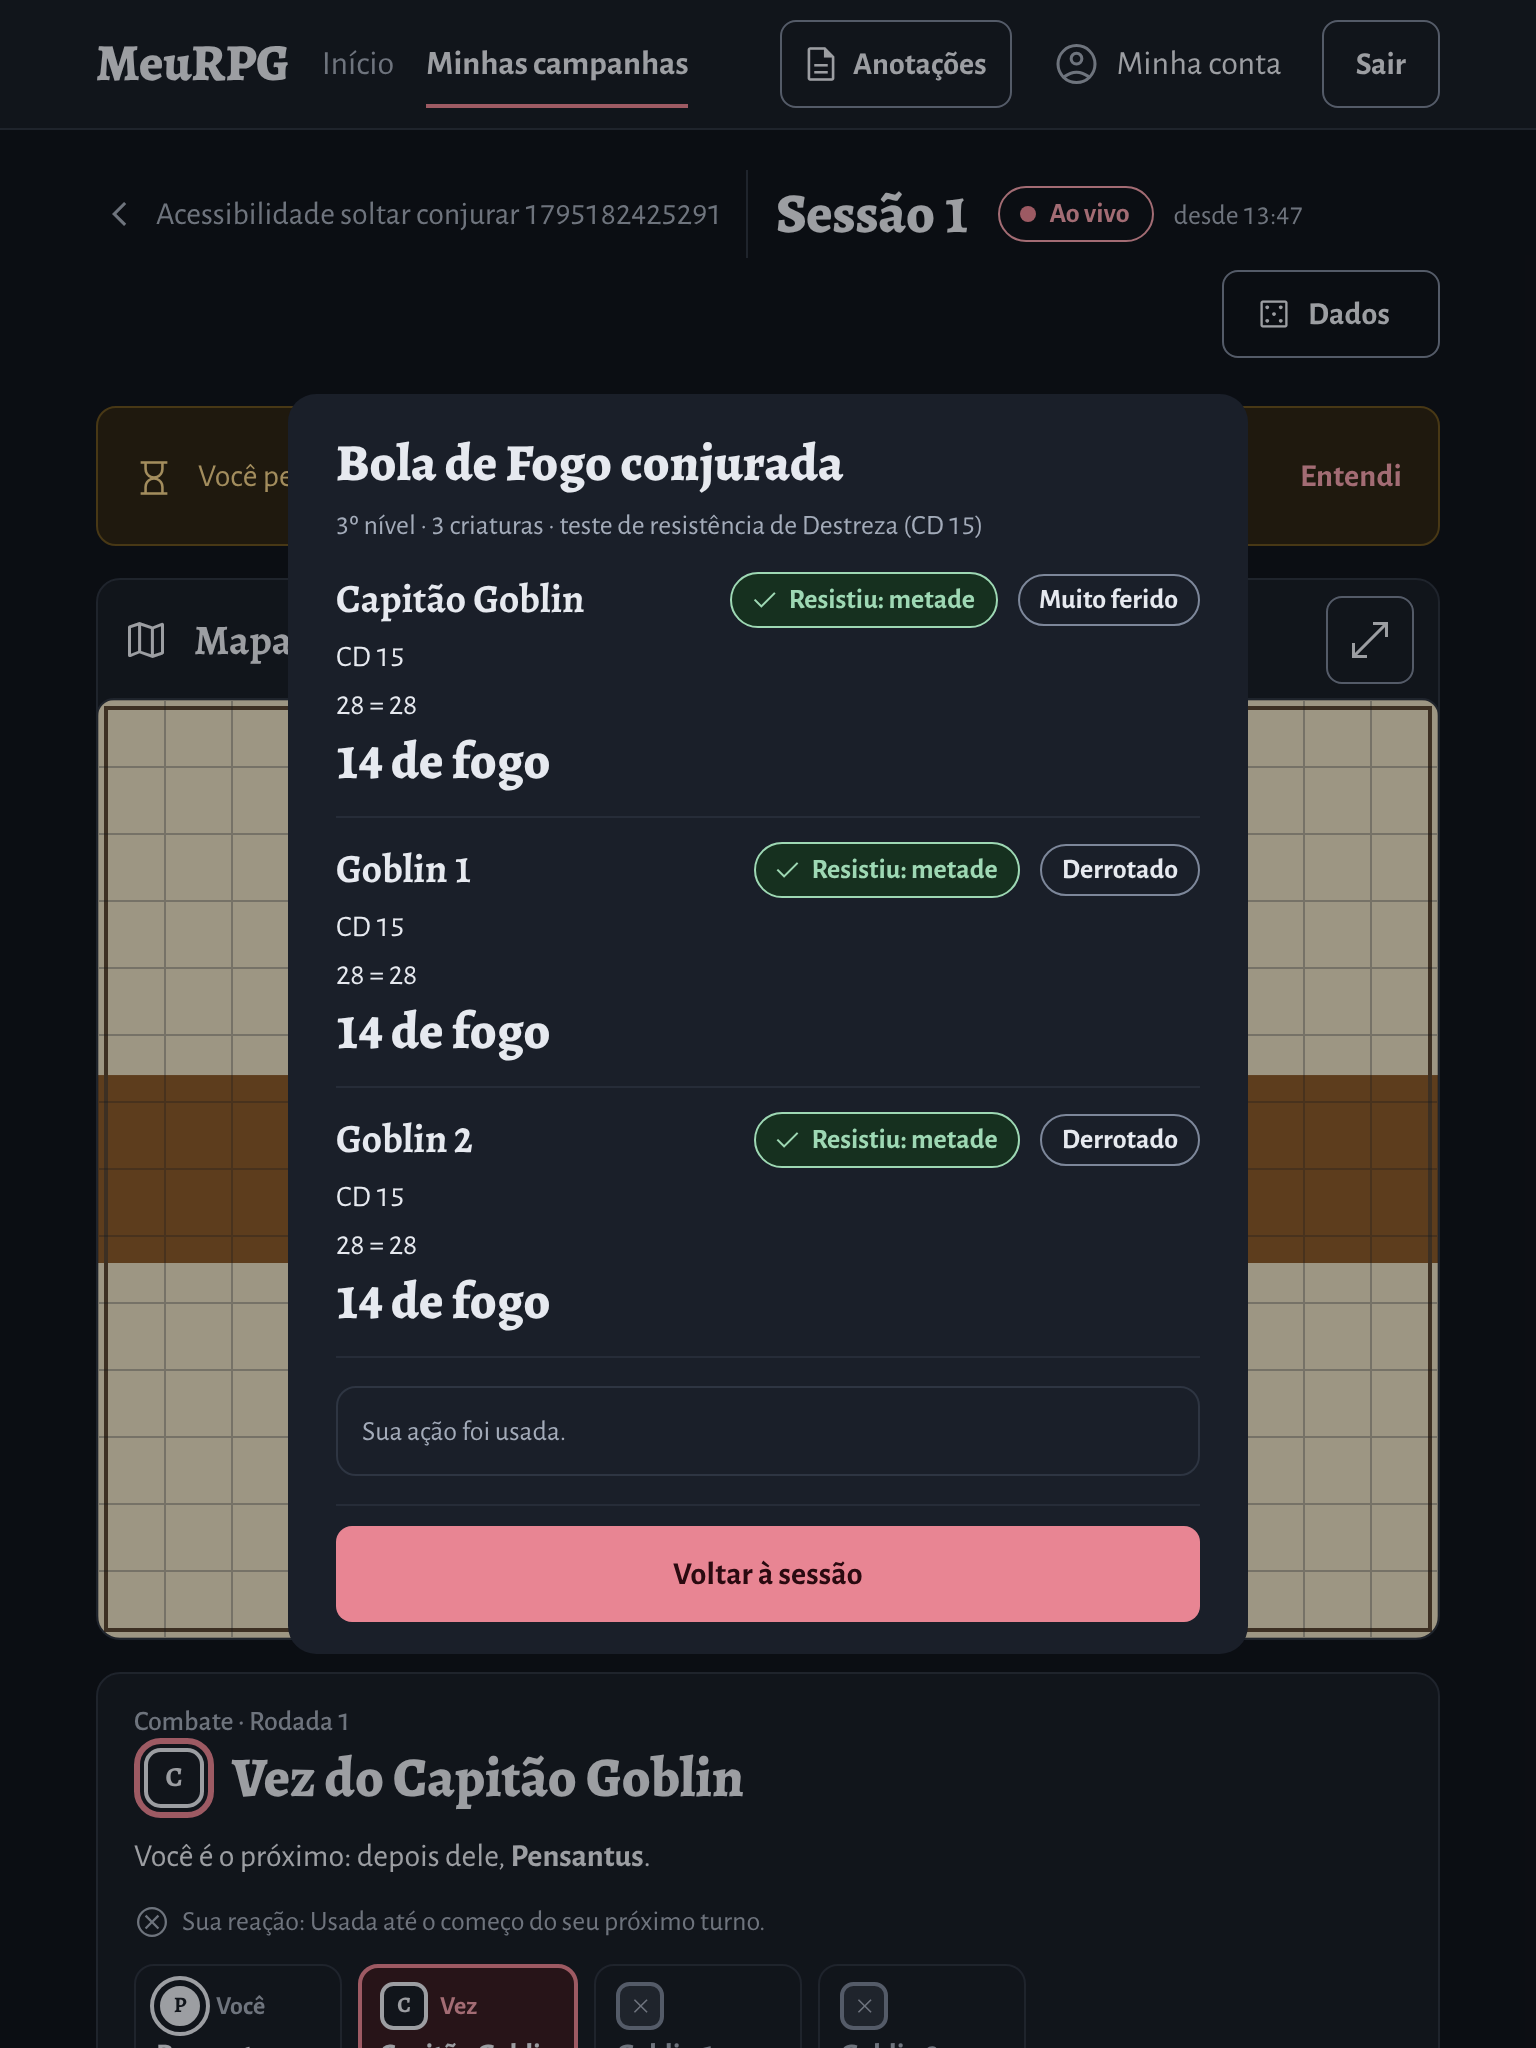 MeuRPG Início Minhas campanhas Anotações Minha conta Sair
Acessibilidade soltar conjurar 1795182425291 Sessão 1 Ao vivo desde 13:47
Dados
Você pe Entendi
Mapa
Bola de Fogo conjurada
3º nível · 3 criaturas · teste de resistência de Destreza (CD 15)
Capitão Goblin Resistiu: metade Muito ferido
CD 15
28 = 28
14 de fogo
Goblin 1 Resistiu: metade Derrotado
CD 15
28 = 28
14 de fogo
Goblin 2 Resistiu: metade Derrotado
CD 15
28 = 28
14 de fogo
Sua ação foi usada.
Voltar à sessão
Combate · Rodada 1
C Vez do Capitão Goblin
Você é o próximo: depois dele, Pensantus.
Sua reação: Usada até o começo do seu próximo turno.
P Você C Vez